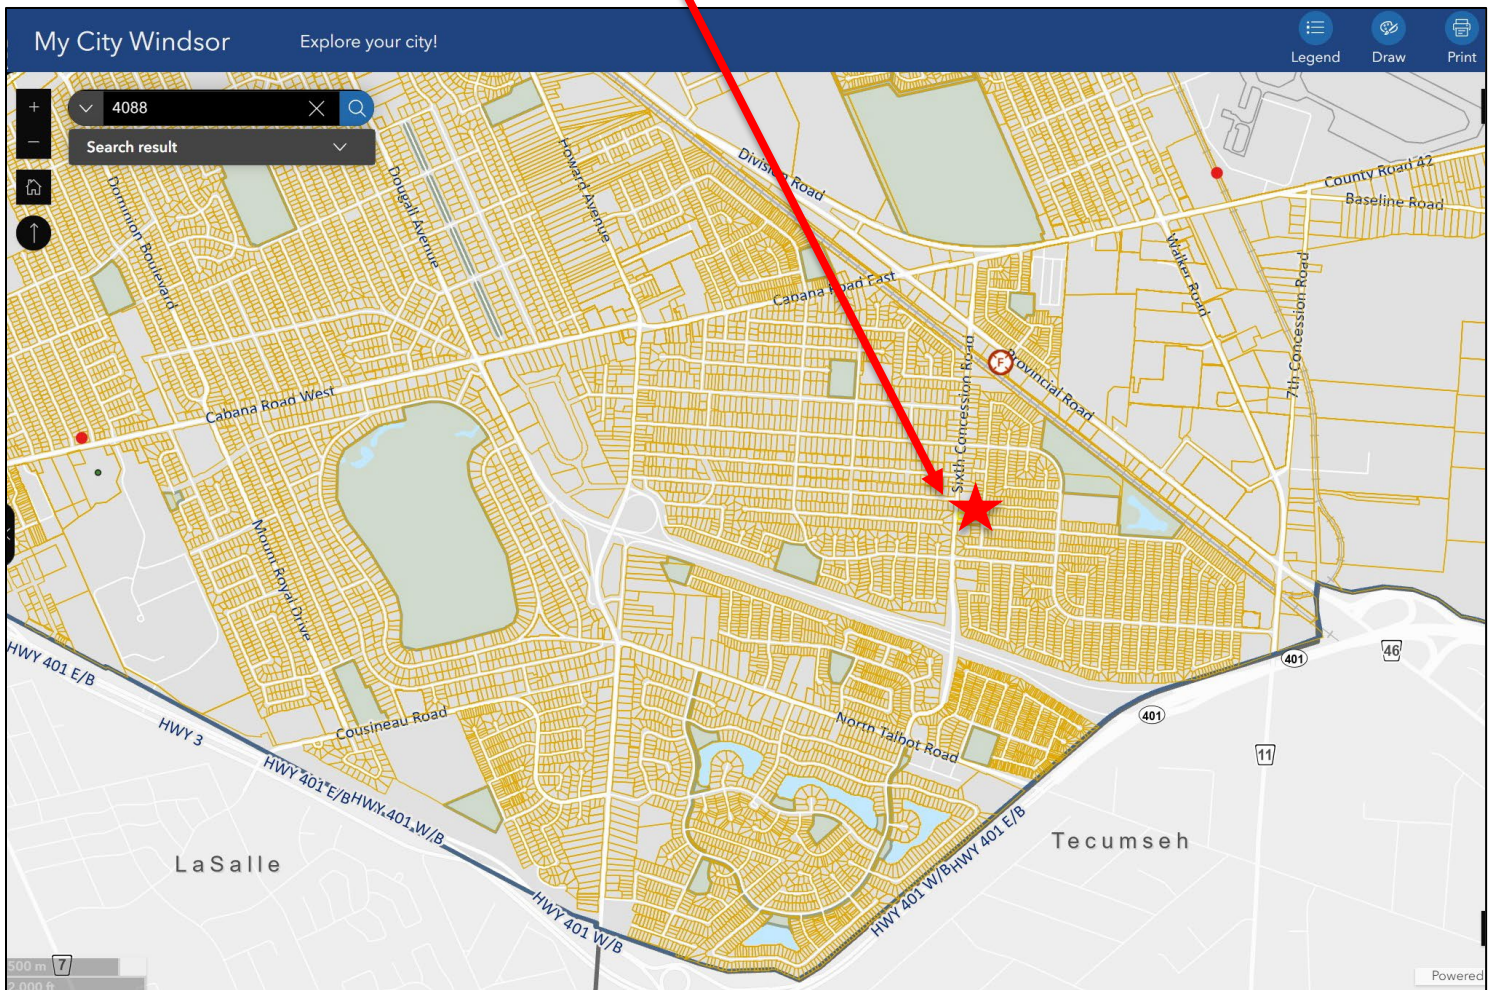 My City Windsor
Explore your city!
Legend
Draw
Print
+
4088
−
Search result
Division Road
County Road 42
Baseline Road
Howard Avenue
Dougall Avenue
Dominion Boulevard
Walker Road
7th Concession Road
Cabana Road East
Sixth Concession Road
F
Provincial Road
Cabana Road West
Mount Royal Drive
HWY 401 E/B
401
46
HWY 3
Cousineau Road
North Talbot Road
401
11
HWY 401 E/B
HWY 401 W/B
HWY 401 E/B
HWY 401 W/B
Tecumseh
LaSalle
HWY 401 W/B
500 m
7
2,000 ft
Powered